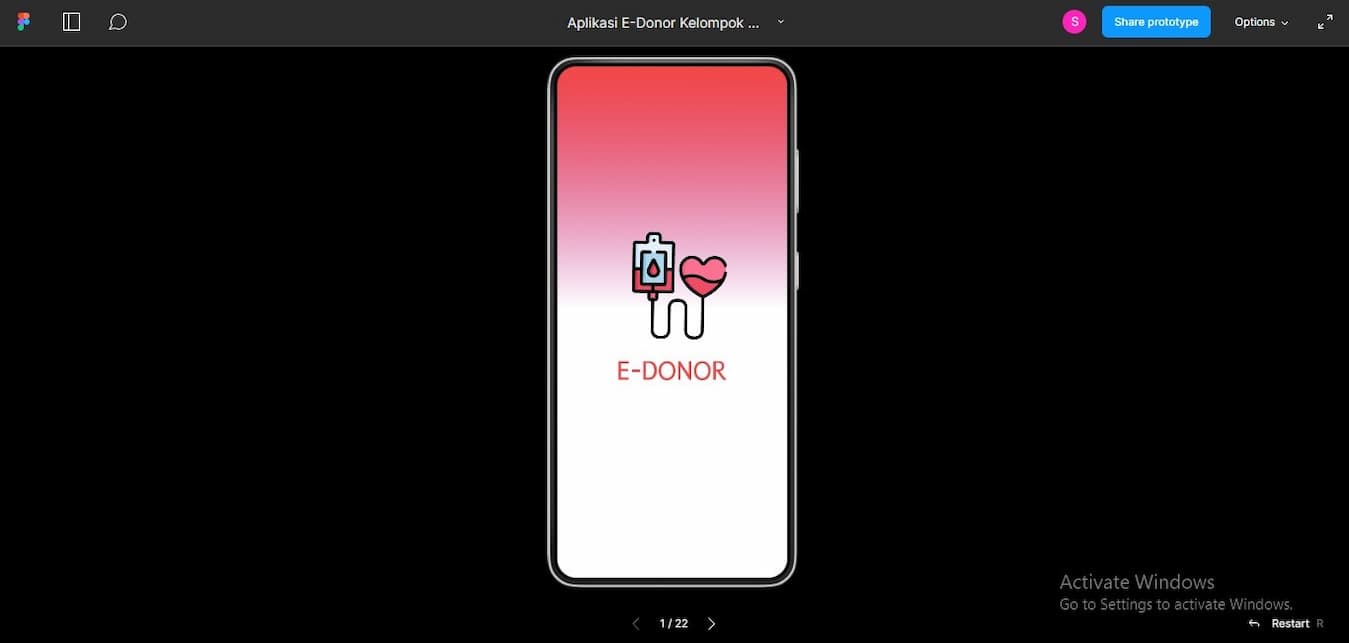 Aplikasi E-Donor Kelompok ...
S
Share prototype
Options
E-DONOR
Activate Windows
Go to Settings to activate Windows.
1 / 22
Restart R